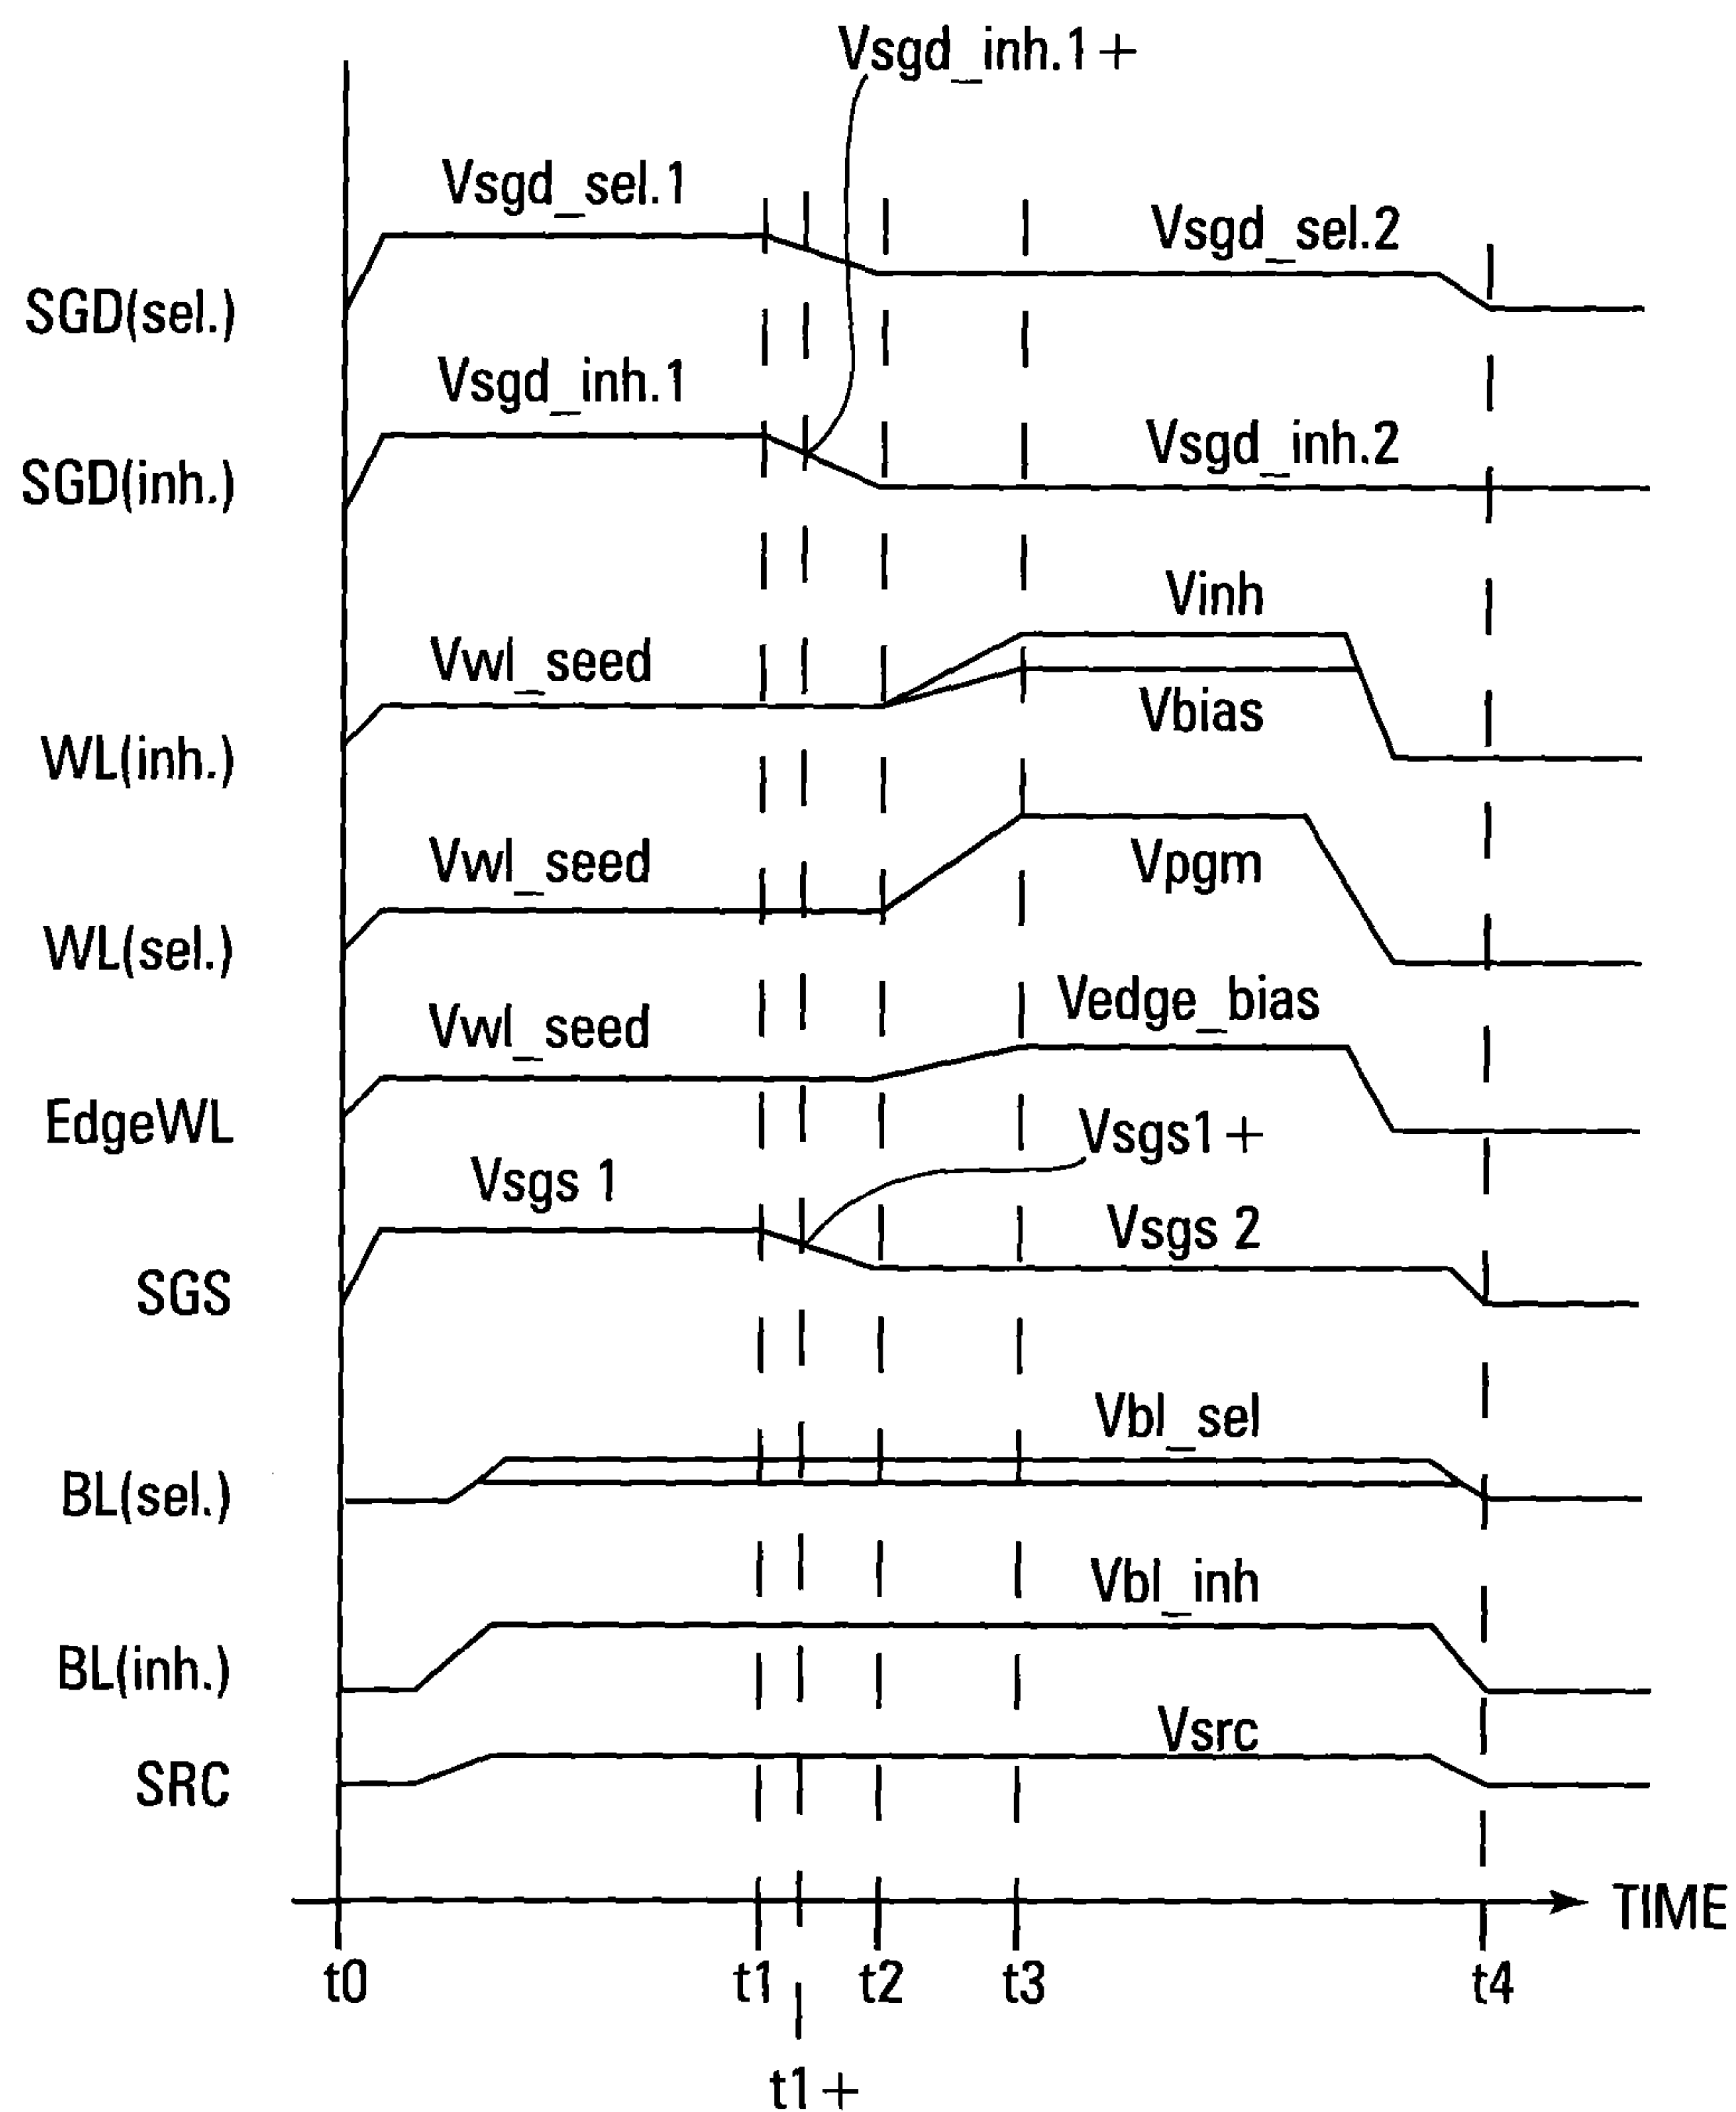 Vsgd_inh.1+
Vsgd_sel.1
Vsgd_sel.2
SGD(sel.)
Vsgd_inh.1
Vsgd_inh.2
SGD(inh.)
Vinh
Vwl_seed
Vbias
WL(inh.)
Vwl_seed
Vpgm
WL(sel.)
Vwl_seed
Vedge_bias
EdgeWL
Vsgs1+
Vsgs 1
Vsgs 2
SGS
Vbl_sel
BL(sel.)
Vbl_inh
BL(inh.)
Vsrc
SRC
TIME
t0 t1 t2 t3 t4
t1+